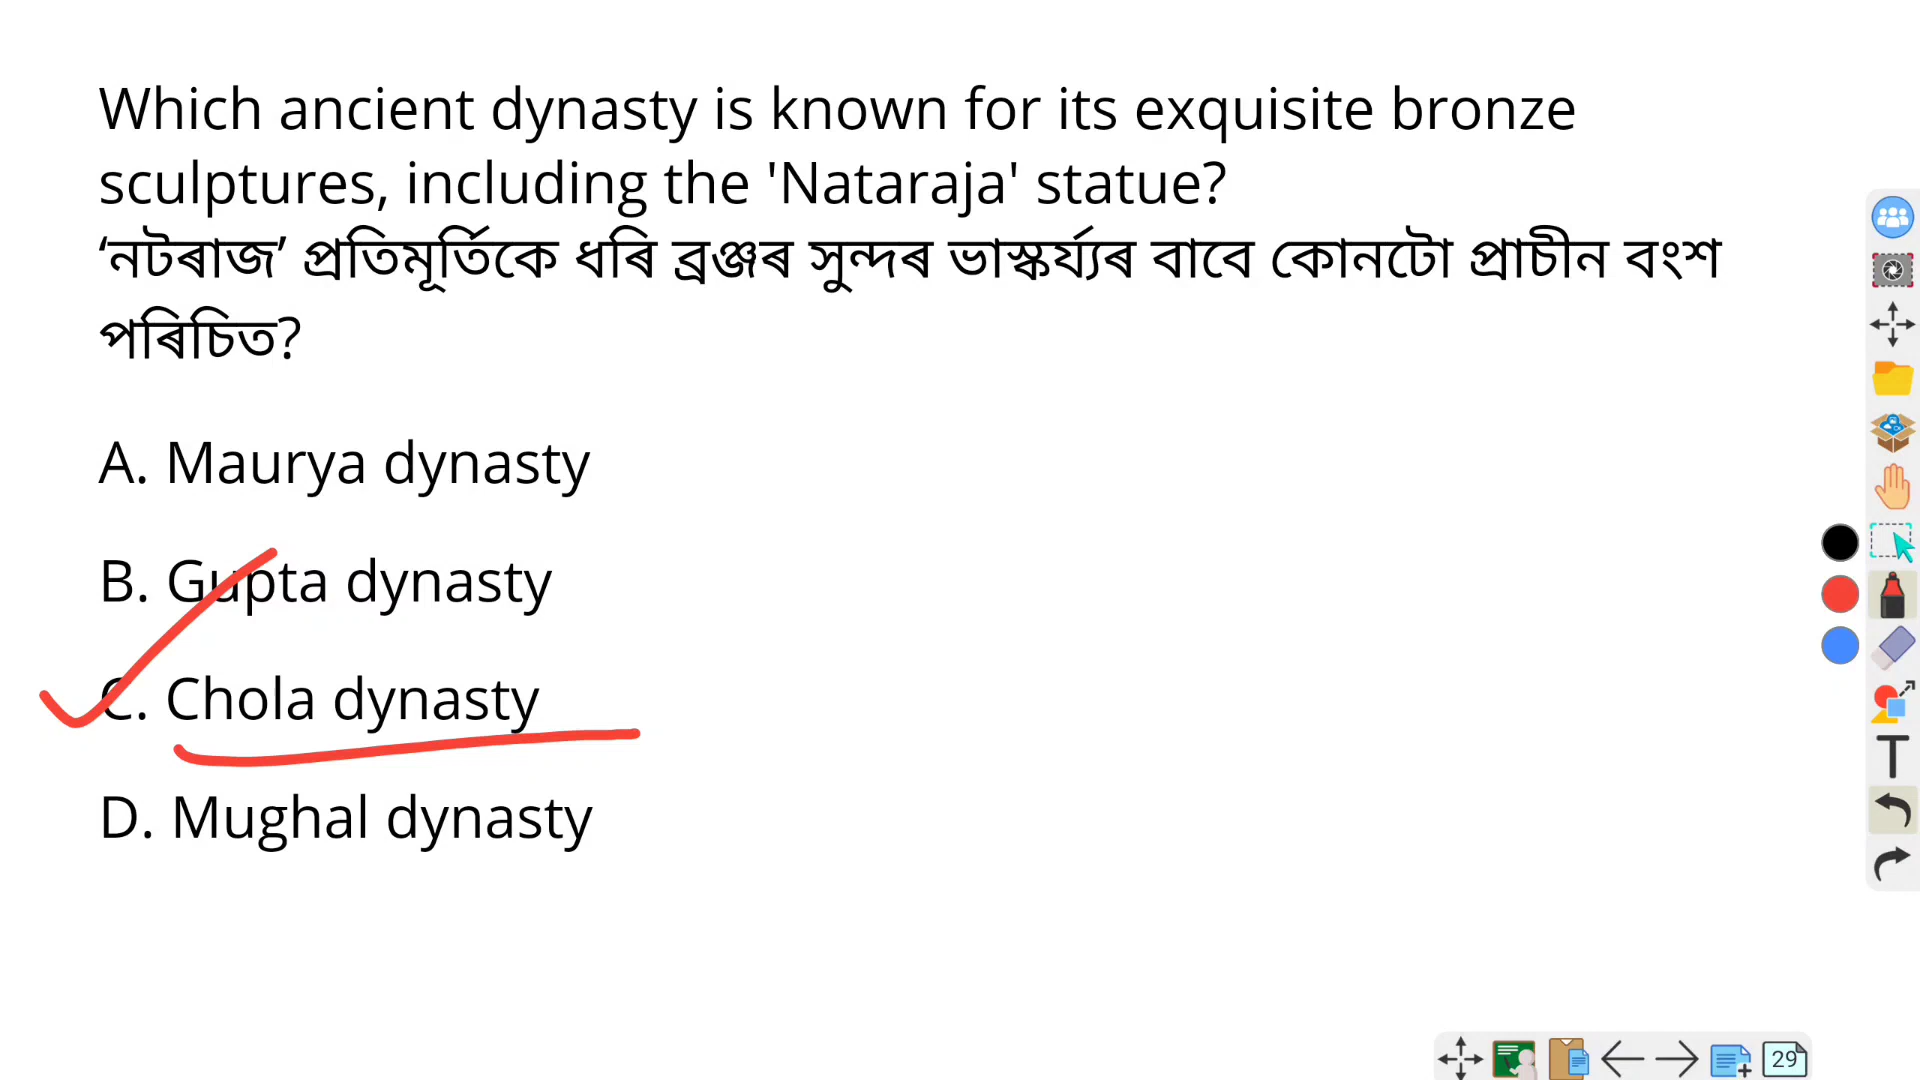 Which ancient dynasty is known for its exquisite bronze
sculptures, including the 'Nataraja' statue?
‘নটৰাজ’ প্ৰতিমূৰ্তিকে ধৰি ব্ৰঞ্জৰ সুন্দৰ ভাস্কৰ্য্যৰ বাবে কোনটো প্ৰাচীন বংশ
পৰিচিত?
A. Maurya dynasty
B. Gupta dynasty
C. Chola dynasty
D. Mughal dynasty
T
29